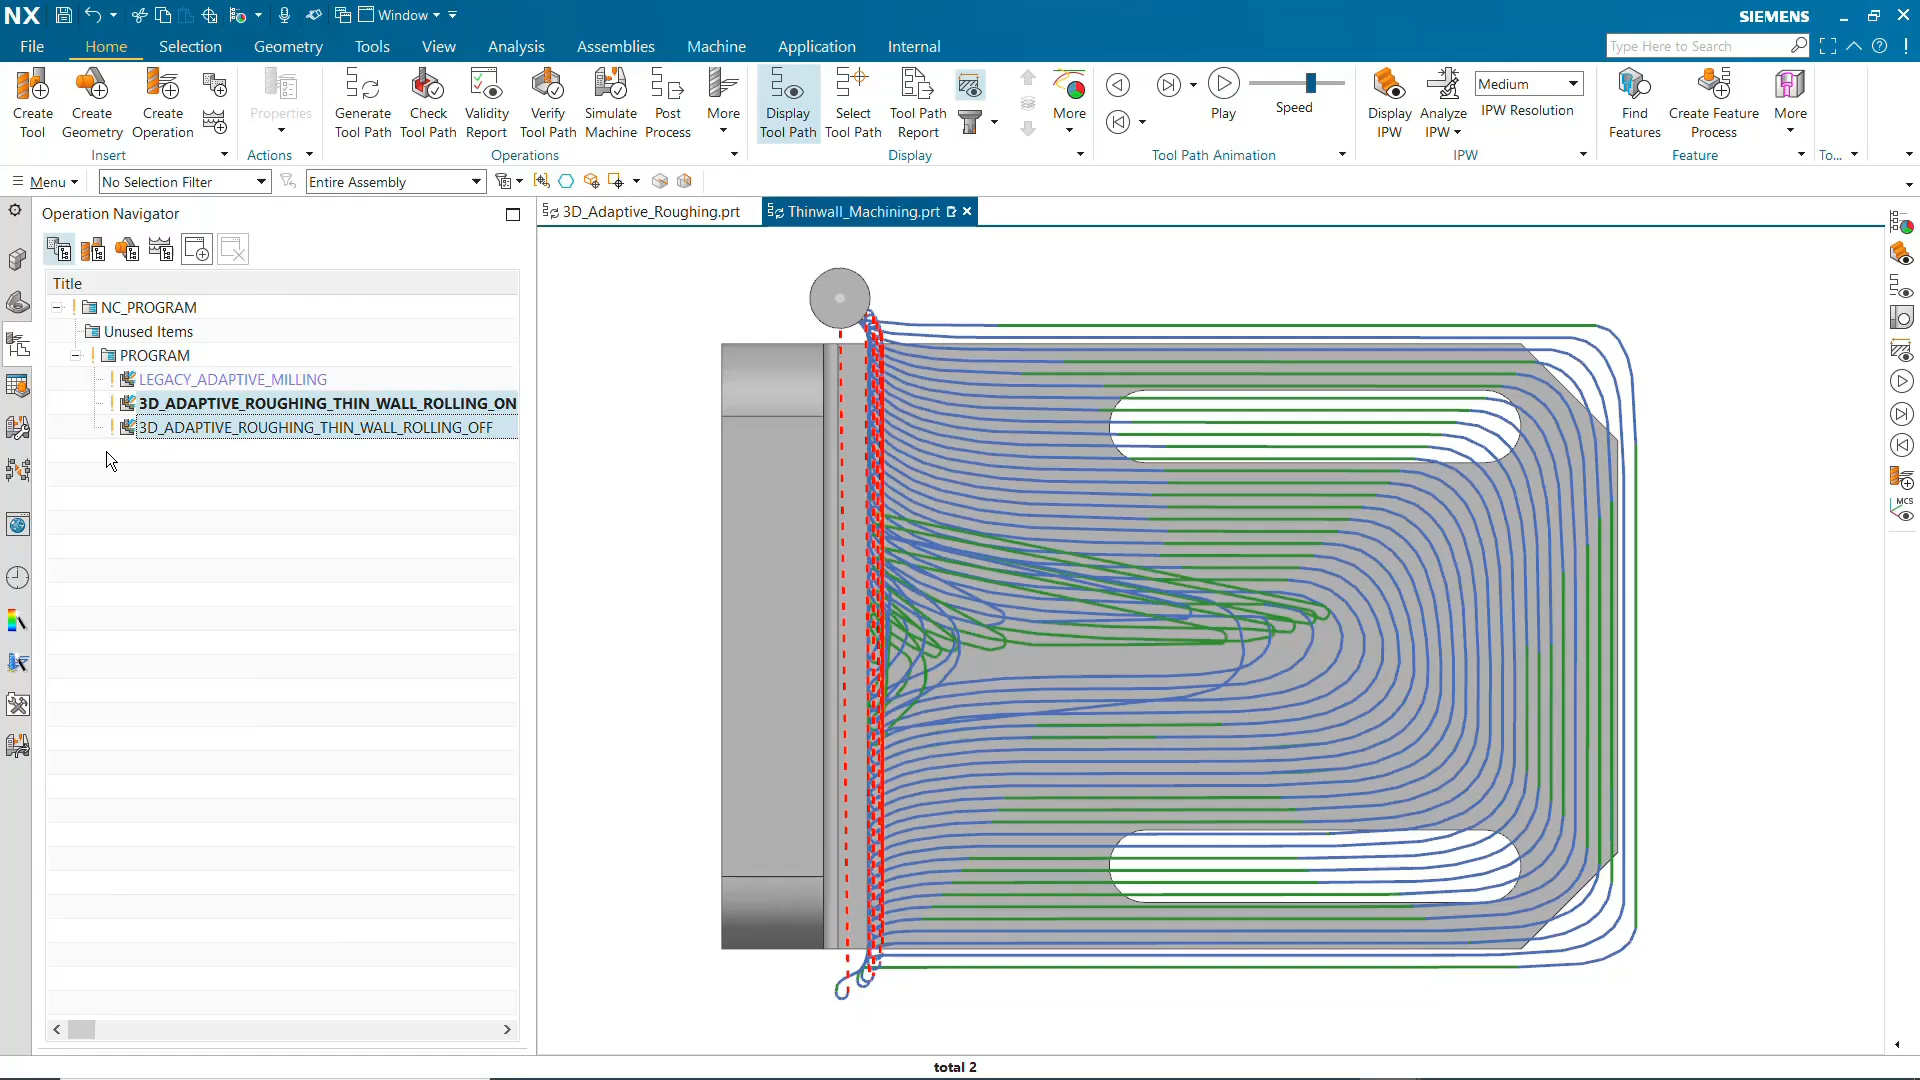 NX
Window
SIEMENS
File Home Selection Geometry Tools View Analysis Assemblies Machine Application Internal
Type Here to Search
Create Tool
Create Geometry
Create Operation
Properties
Generate Tool Path
Check Tool Path
Validity Report
Verify Tool Path
Simulate Machine
Post Process
More
Display Tool Path
Select Tool Path
Tool Path Report
More
Play
Speed
Display IPW
Analyze IPW
Medium
IPW Resolution
Find Features
Create Feature Process
More
Insert
Actions
Operations
Display
Tool Path Animation
IPW
Feature
To...
Menu
No Selection Filter
Entire Assembly
Operation Navigator
3D_Adaptive_Roughing.prt
Thinwall_Machining.prt
Title
NC_PROGRAM
Unused Items
PROGRAM
LEGACY_ADAPTIVE_MILLING
3D_ADAPTIVE_ROUGHING_THIN_WALL_ROLLING_ON
3D_ADAPTIVE_ROUGHING_THIN_WALL_ROLLING_OFF
MCS
total 2